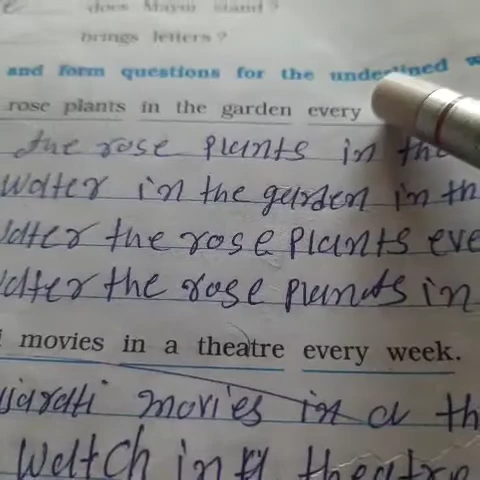 does Mayur stand?
brings letters?
and form questions for the underlined
rose plants in the garden every
the rose plants in the
Water in the garden in th
Water the rose plants eve
Water the rose plants in
movies in a theatre every week.
movies in a th
Watch in a theatre